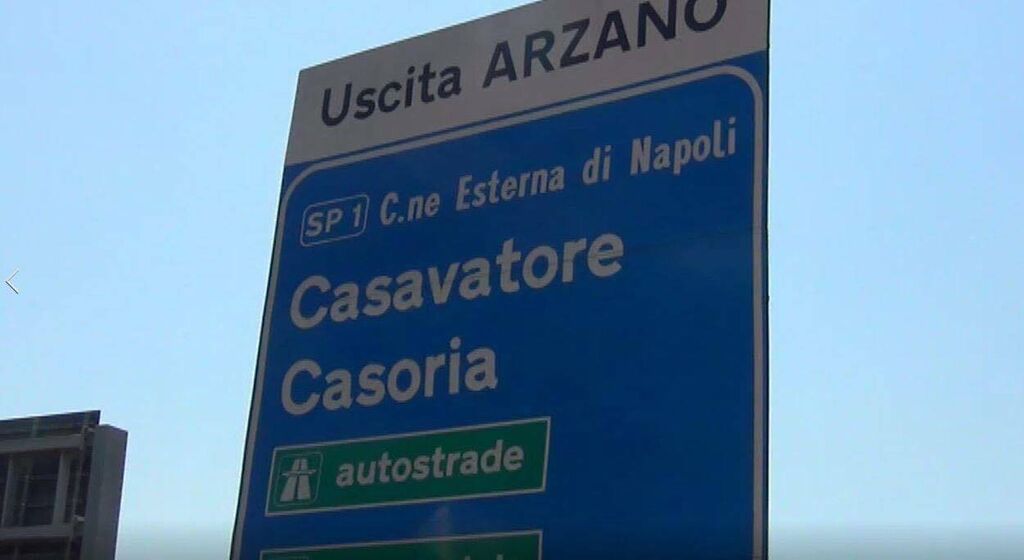 Uscita ARZANO
SP 1 C.ne Esterna di Napoli
Casavatore
Casoria
autostrade